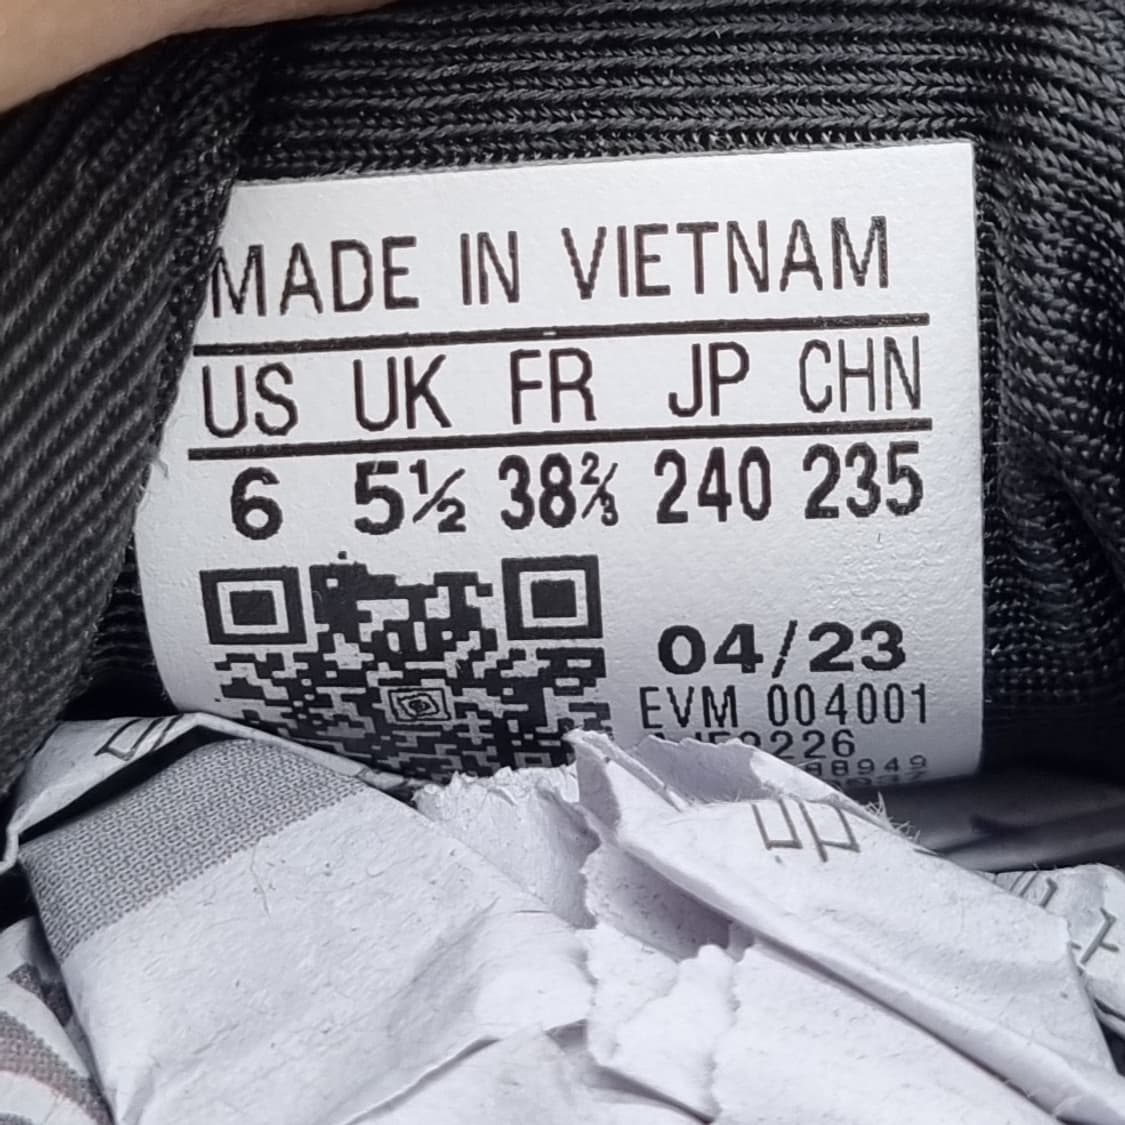 MADE IN VIETNAM
US UK FR JP CHN
6 5½ 38⅔ 240 235
04/23
EVM 004001